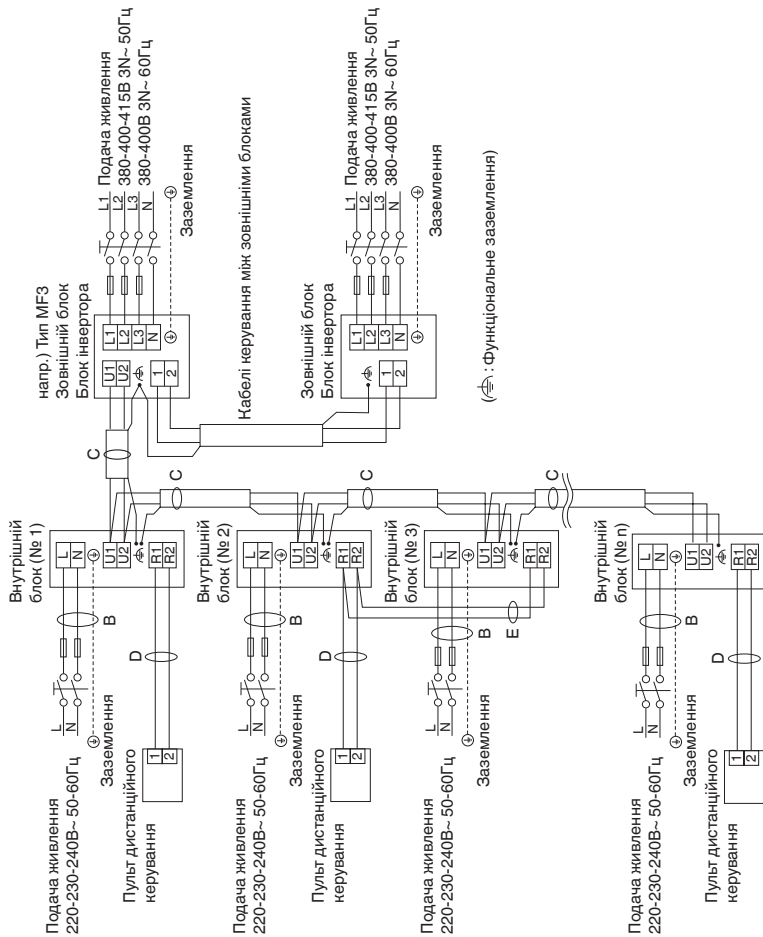 напр.) Тип MF3
Зовнішній блок
Блок інвертора
U1
U2
1
2
L1
L2
L3
N
L1
L2
L3
N
Подача живлення
380-400-415В 3N~ 50Гц
380-400В 3N~ 60Гц
Заземлення
Кабелі керування між зовнішніми блоками
Зовнішній блок
Блок інвертора
1
2
L1
L2
L3
N
L1
L2
L3
N
Подача живлення
380-400-415В 3N~ 50Гц
380-400В 3N~ 60Гц
Заземлення
( : Функціональне заземлення)
C
C
C
C
Внутрішній
блок (№ 1)
L
N
U1
U2
R1
R2
B
D
L
N
Заземлення
1
2
Подача живлення
220-230-240В~ 50-60Гц
Пульт дистанційного
керування
Внутрішній
блок (№ 2)
L
N
U1
U2
R1
R2
B
D
L
N
Заземлення
1
2
Подача живлення
220-230-240В~ 50-60Гц
Пульт дистанційного
керування
Внутрішній
блок (№ 3)
L
N
U1
U2
R1
R2
B
E
L
N
Заземлення
Подача живлення
220-230-240В~ 50-60Гц
Внутрішній
блок (№ n)
L
N
U1
U2
R1
R2
B
D
L
N
Заземлення
1
2
Подача живлення
220-230-240В~ 50-60Гц
Пульт дистанційного
керування